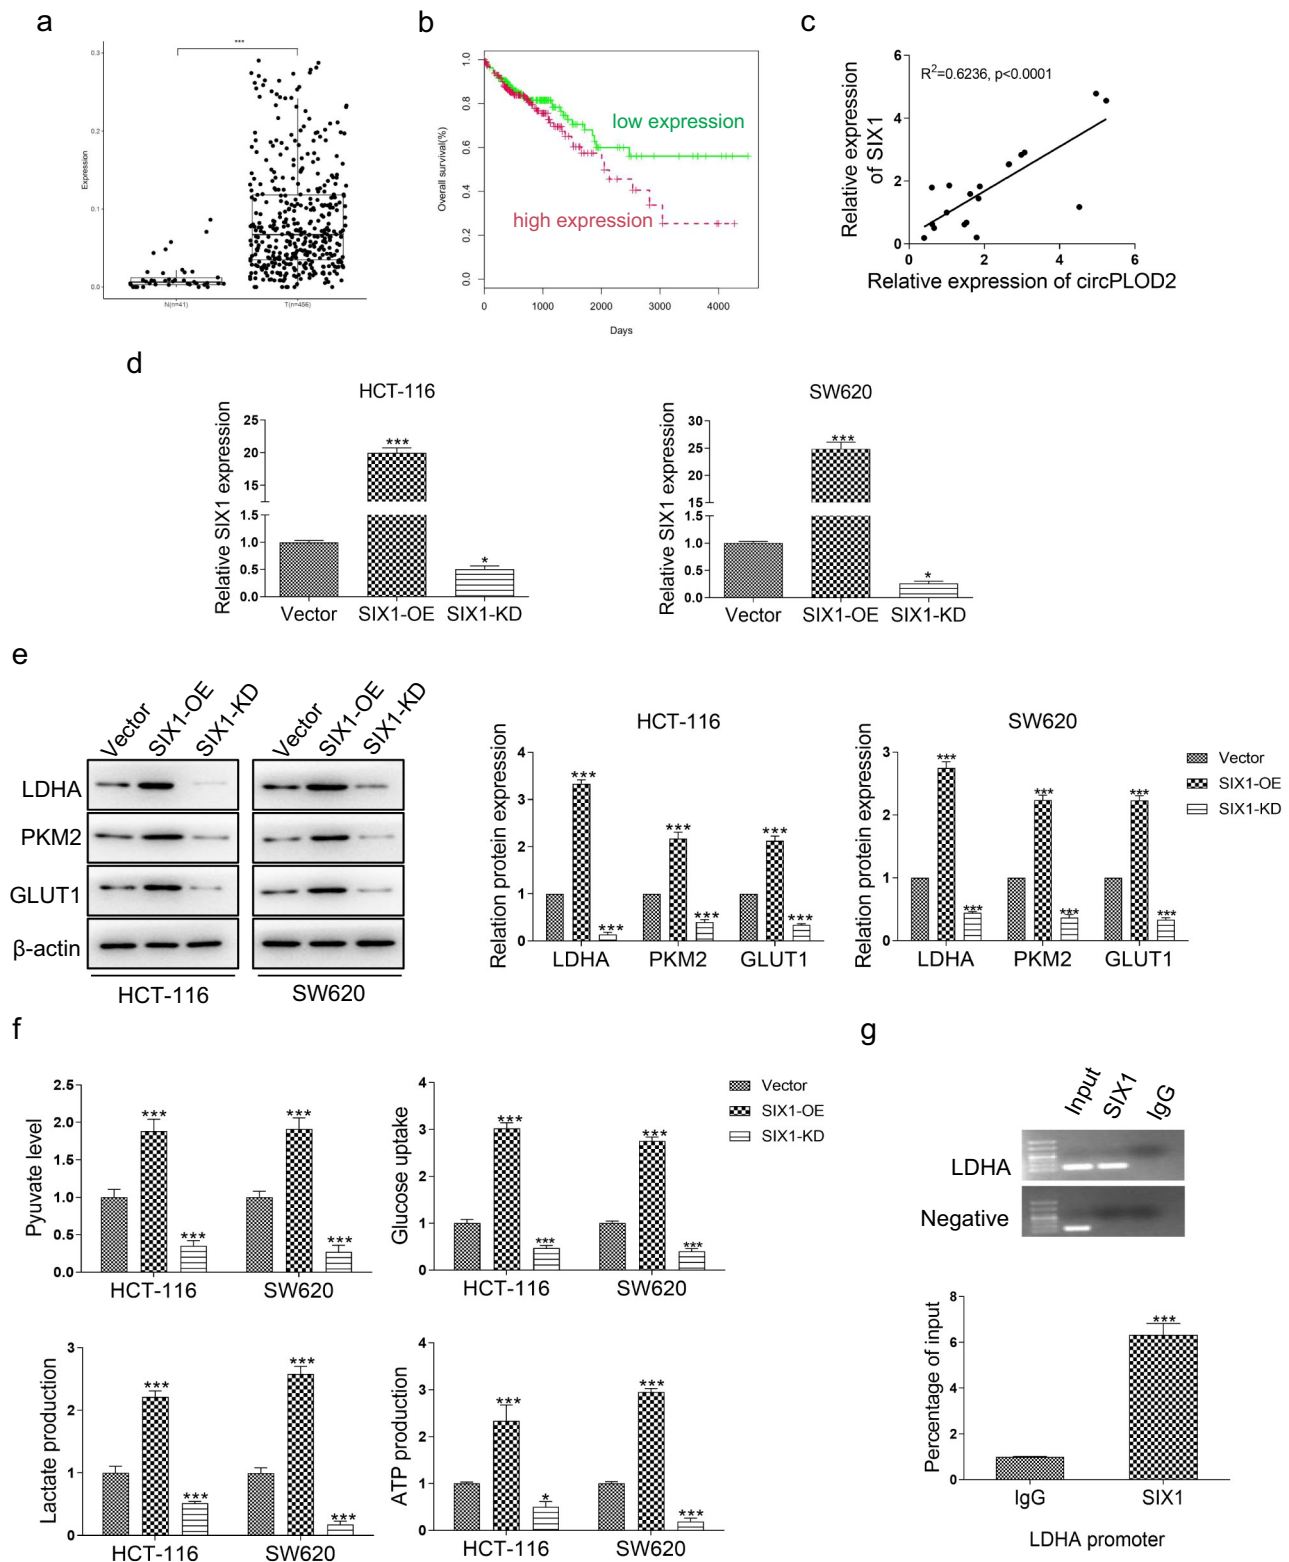 a
***
0.3
0.2
0.1
0.0
Expression
N(n=41)
T(n=456)
b
1.0
0.8
0.6
0.4
0.2
0.0
Overall survival(%)
low expression
high expression
0 1000 2000 3000 4000
Days
c
R2=0.6236, p<0.0001
Relative expression
of SIX1
6
4
2
0
0 2 4 6
Relative expression of circPLOD2
d
HCT-116
Relative SIX1 expression
25
20
15
1.5
1.0
0.5
0.0
***
*
Vector SIX1-OE SIX1-KD
SW620
Relative SIX1 expression
30
25
20
15
1.5
1.0
0.5
0.0
***
*
Vector SIX1-OE SIX1-KD
e
Vector SIX1-OE SIX1-KD Vector SIX1-OE SIX1-KD
LDHA
PKM2
GLUT1
β-actin
HCT-116 SW620
HCT-116
Relation protein expression
4
3
2
1
0
*** *** ***
*** *** ***
LDHA PKM2 GLUT1
SW620
Relation protein expression
3
2
1
0
*** *** ***
*** *** ***
LDHA PKM2 GLUT1
Vector
SIX1-OE
SIX1-KD
f
Pyuvate level
2.5
2.0
1.5
1.0
0.5
0.0
*** ***
*** ***
HCT-116 SW620
Glucose uptake
4
3
2
1
0
*** ***
*** ***
HCT-116 SW620
Vector
SIX1-OE
SIX1-KD
Lactate production
3
2
1
0
*** ***
*** ***
HCT-116 SW620
ATP production
4
3
2
1
0
*** ***
* ***
HCT-116 SW620
g
Input SIX1 IgG
LDHA
Negative
Percentage of input
8
6
4
2
0
***
IgG SIX1
LDHA promoter